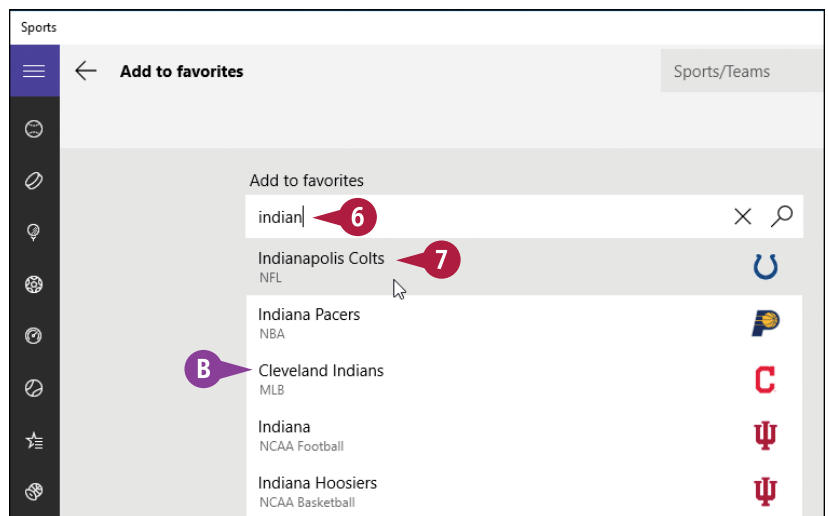 Sports
Add to favorites
Sports/Teams
Add to favorites
indian
6
Indianapolis Colts
7
NFL
Indiana Pacers
NBA
B
Cleveland Indians
MLB
C
Indiana
NCAA Football
Indiana Hoosiers
NCAA Basketball